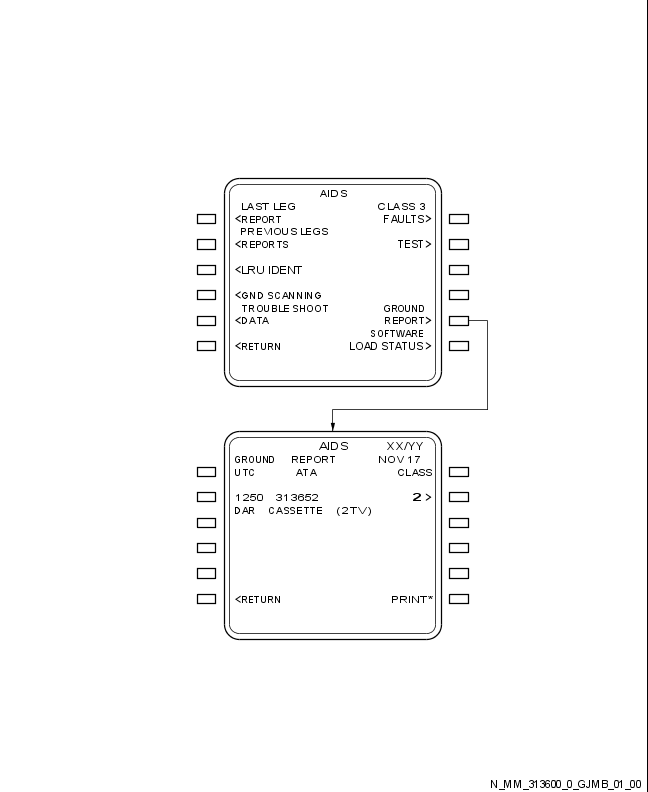 AIDS
LAST LEG CLASS 3
<REPORT FAULTS>
PREVIOUS LEGS
<REPORTS TEST>
<LRU IDENT
<GND SCANNING
TROUBLE SHOOT GROUND
<DATA REPORT>
SOFTWARE
<RETURN LOAD STATUS>
AIDS XX/YY
GROUND REPORT NOV 17
UTC ATA CLASS
1250 313652 2>
DAR CASSETTE (2TV)
<RETURN PRINT*
N_MM_313600_0_GJMB_01_00